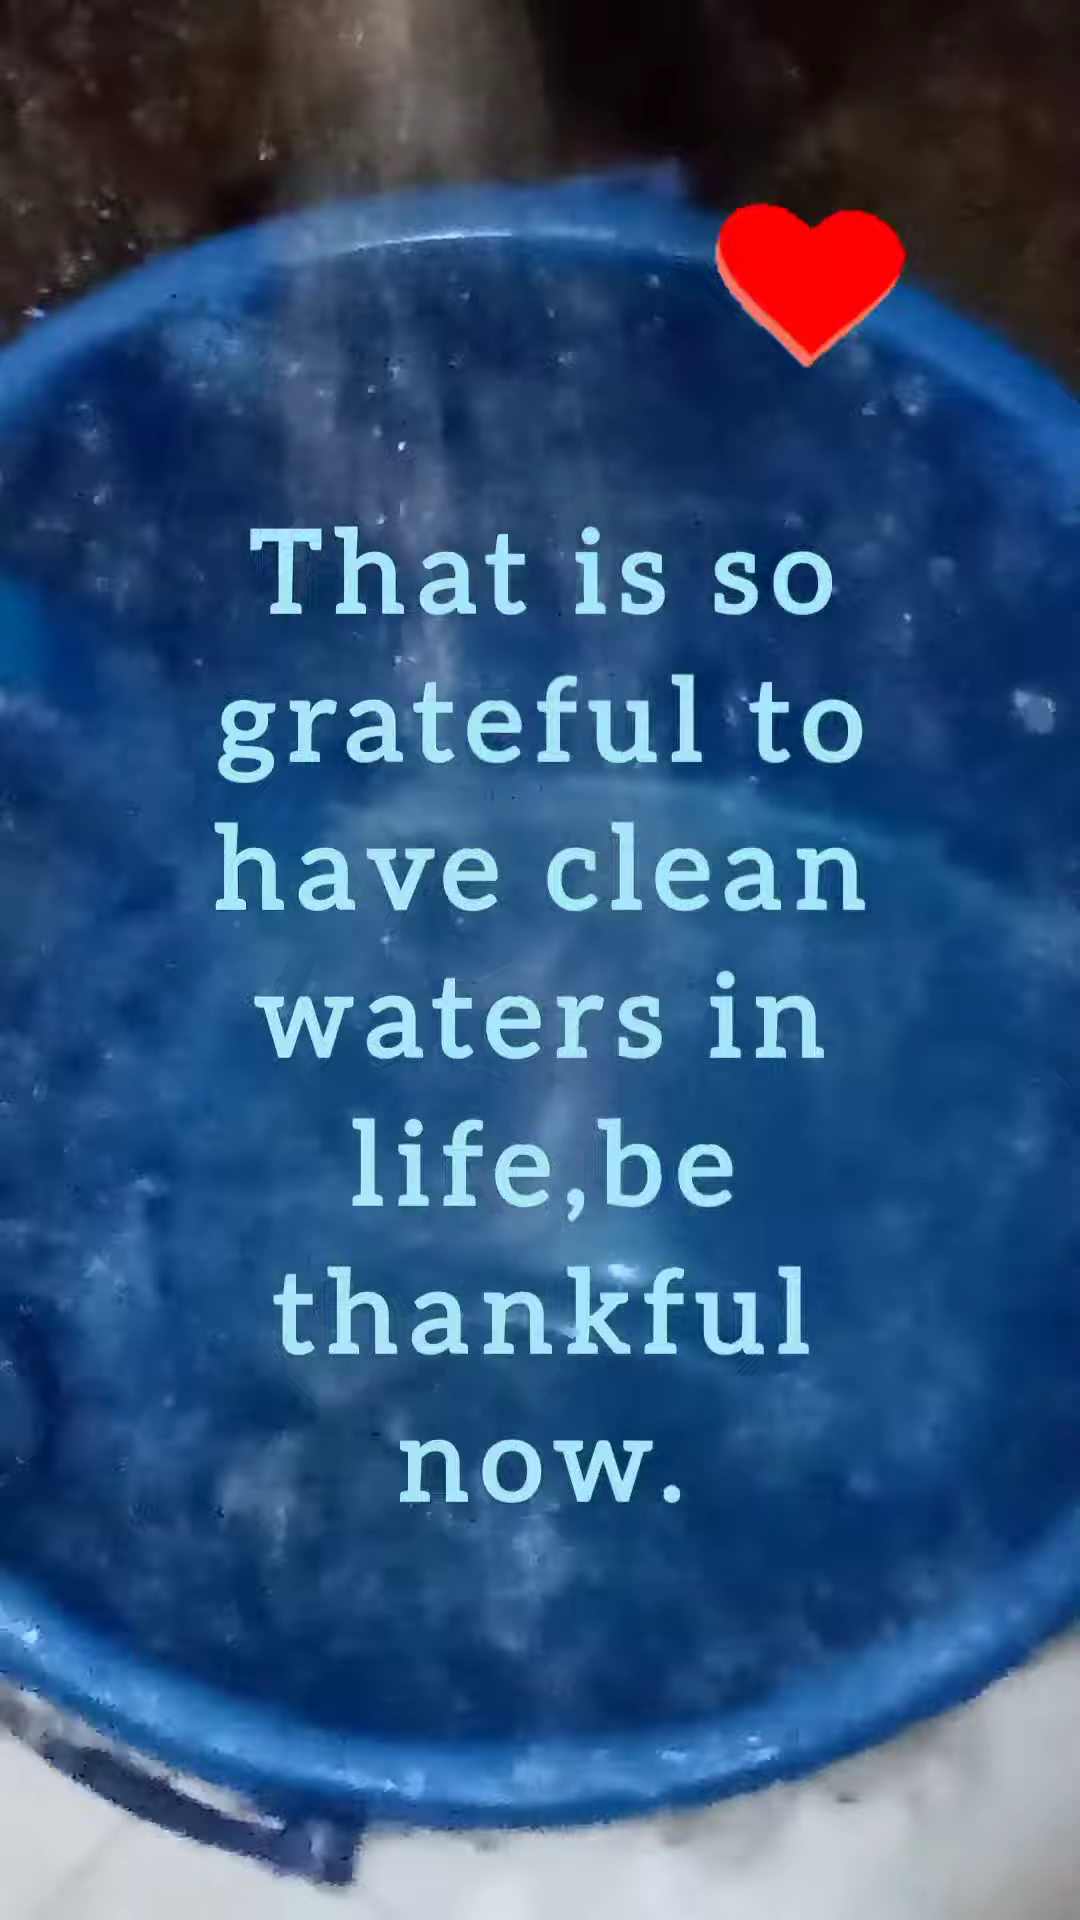 That is so
grateful to
have clean
waters in
life,be
thankful
now.